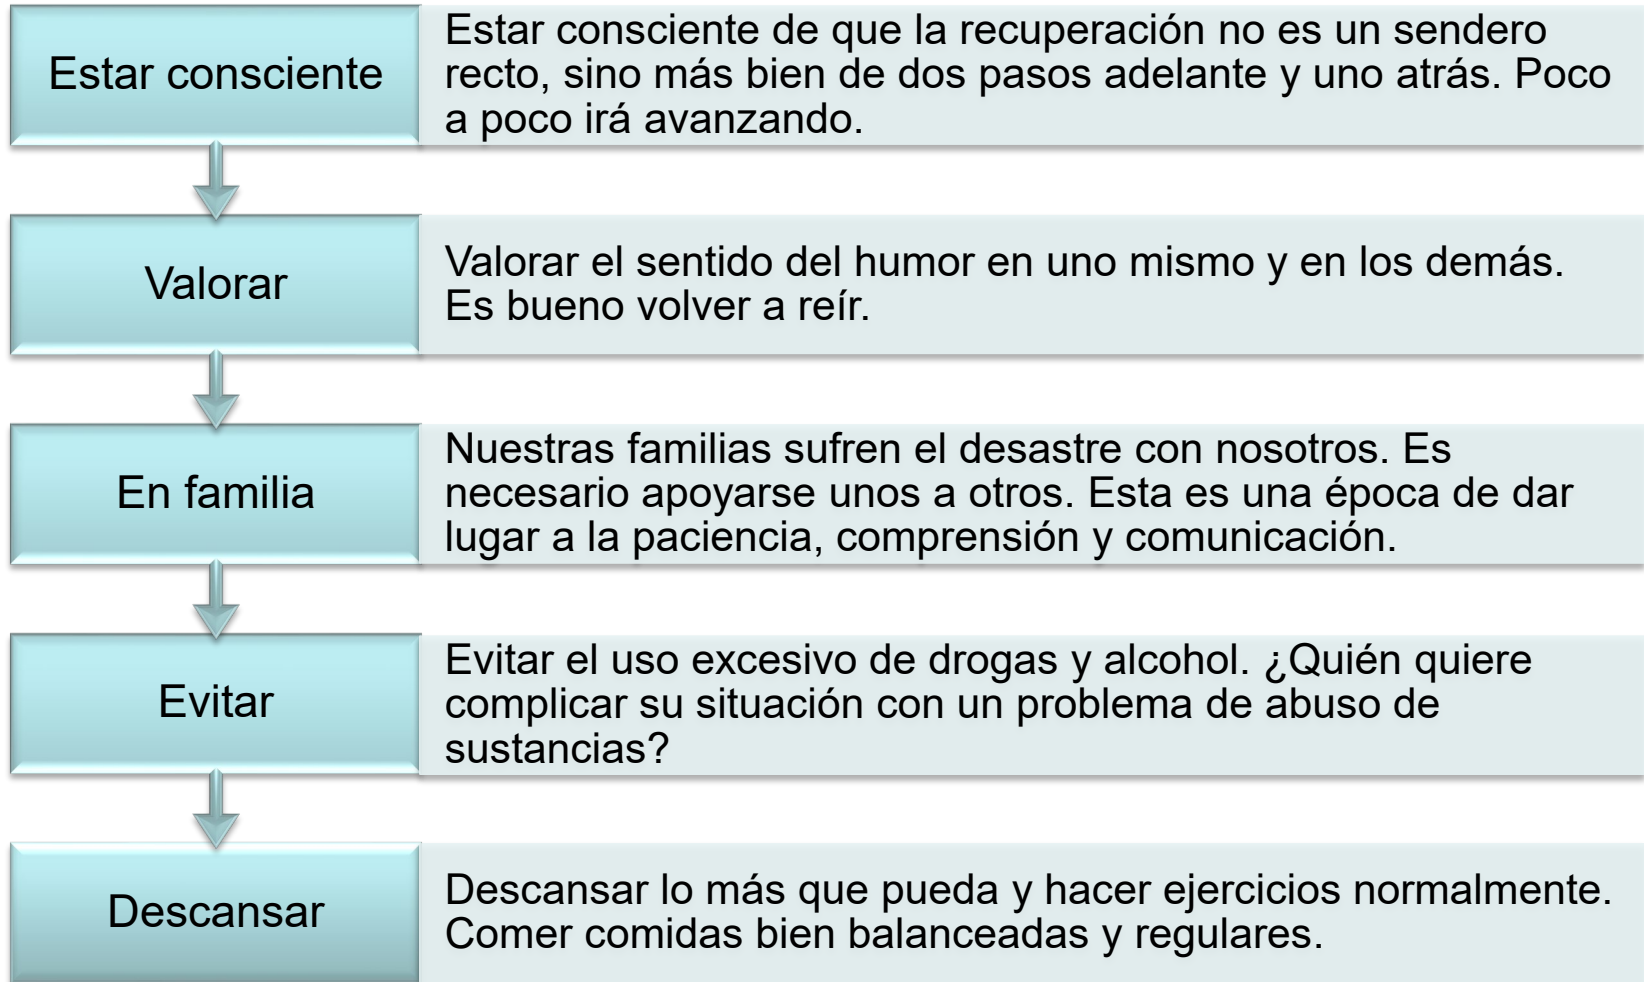 Estar consciente
Estar consciente de que la recuperación no es un sendero
recto, sino más bien de dos pasos adelante y uno atrás. Poco
a poco irá avanzando.
Valorar
Valorar el sentido del humor en uno mismo y en los demás.
Es bueno volver a reír.
En familia
Nuestras familias sufren el desastre con nosotros. Es
necesario apoyarse unos a otros. Esta es una época de dar
lugar a la paciencia, comprensión y comunicación.
Evitar
Evitar el uso excesivo de drogas y alcohol. ¿Quién quiere
complicar su situación con un problema de abuso de
sustancias?
Descansar
Descansar lo más que pueda y hacer ejercicios normalmente.
Comer comidas bien balanceadas y regulares.